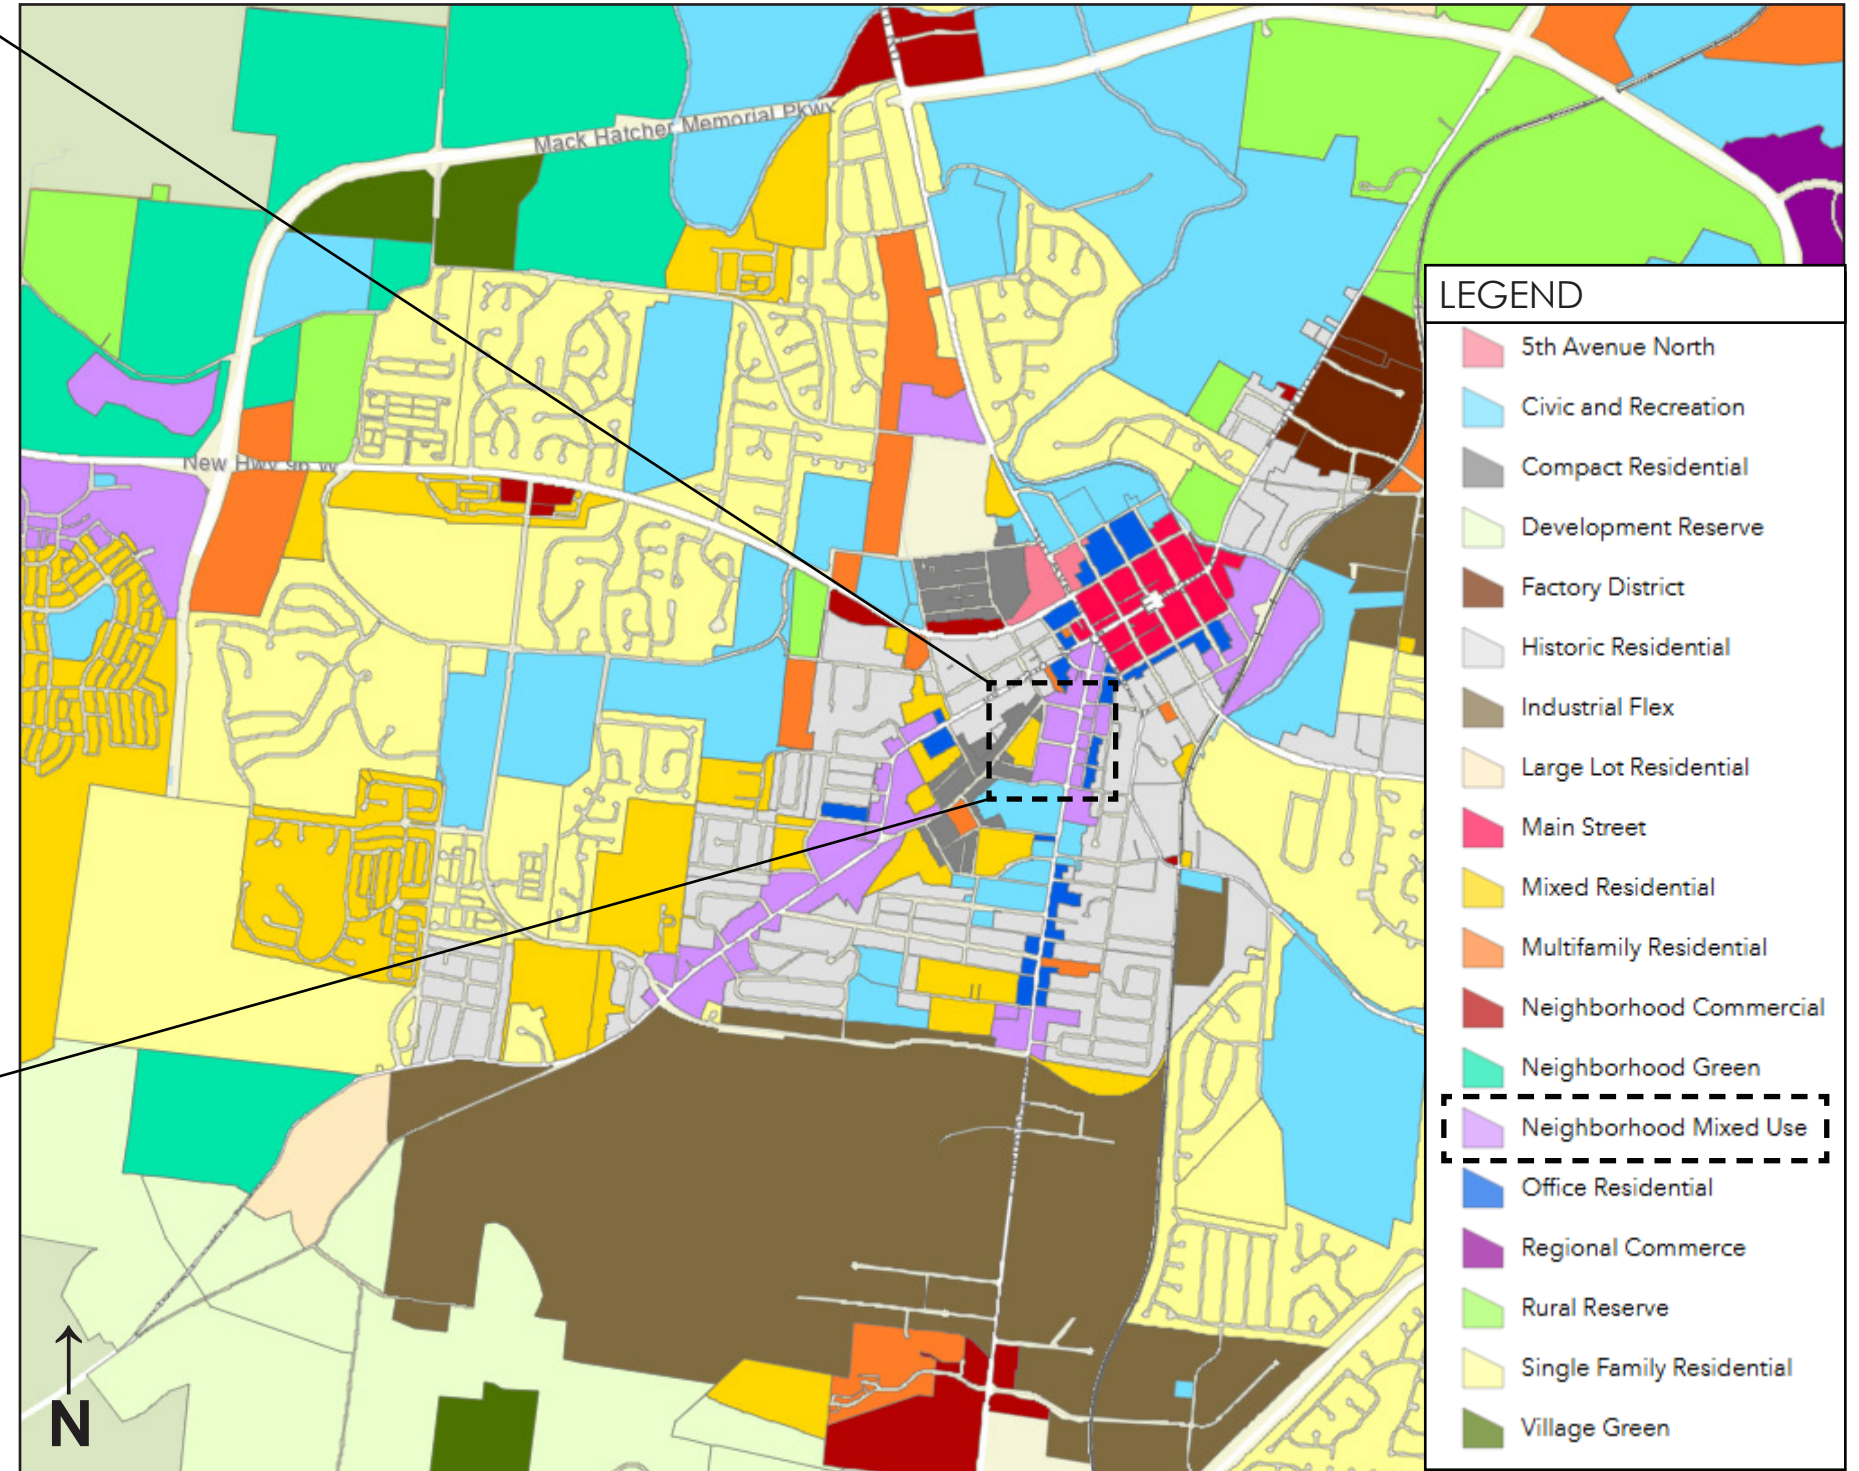 Mack Hatcher Memorial Pkwy
New Hwy 96 W
LEGEND
5th Avenue North
Civic and Recreation
Compact Residential
Development Reserve
Factory District
Historic Residential
Industrial Flex
Large Lot Residential
Main Street
Mixed Residential
Multifamily Residential
Neighborhood Commercial
Neighborhood Green
Neighborhood Mixed Use
Office Residential
Regional Commerce
Rural Reserve
Single Family Residential
Village Green
N